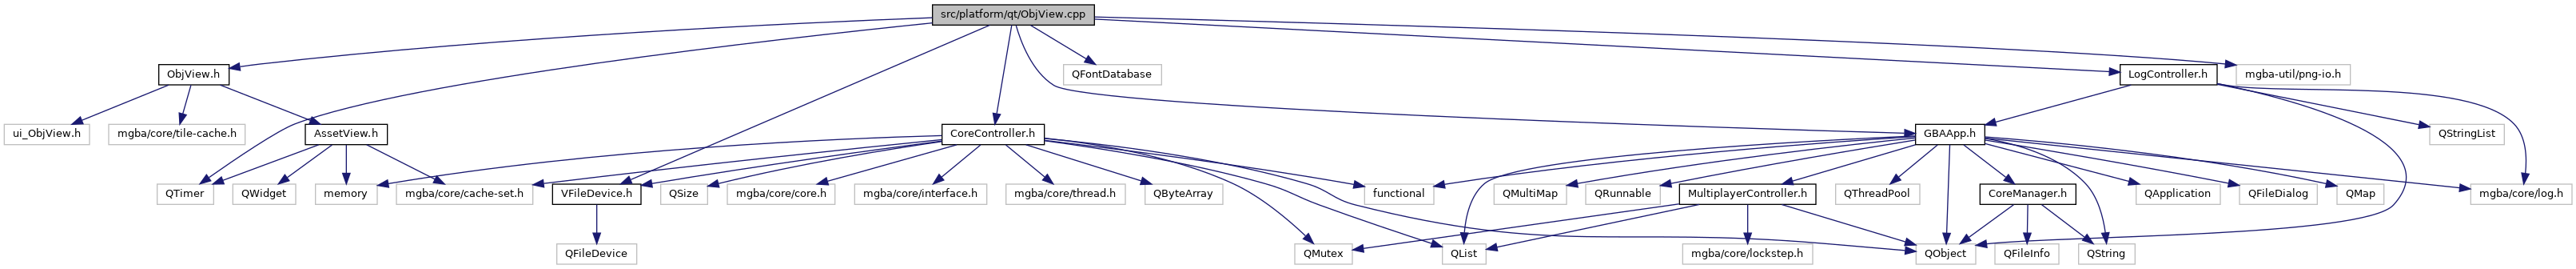 src/platform/qt/ObjView.cpp
ObjView.h
QFontDatabase
LogController.h
mgba-util/png-io.h
ui_ObjView.h
mgba/core/tile-cache.h
AssetView.h
CoreController.h
GBAApp.h
QStringList
QTimer
QWidget
memory
mgba/core/cache-set.h
VFileDevice.h
QSize
mgba/core/core.h
mgba/core/interface.h
mgba/core/thread.h
QByteArray
functional
QMultiMap
QRunnable
MultiplayerController.h
QThreadPool
CoreManager.h
QApplication
QFileDialog
QMap
mgba/core/log.h
QFileDevice
QMutex
QList
mgba/core/lockstep.h
QObject
QFileInfo
QString